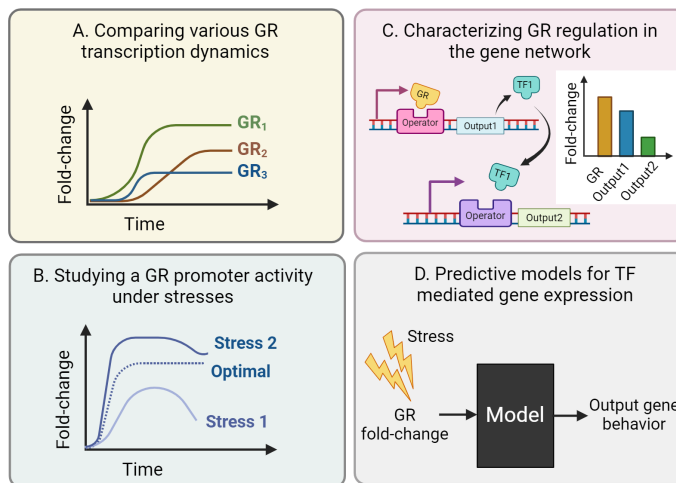 A. Comparing various GR
transcription dynamics
Fold-change
GR₁
GR₂
GR₃
Time
C. Characterizing GR regulation in
the gene network
GR
Operator
Output1
TF1
TF1
Operator
Output2
Fold-change
GR
Output1
Output2
B. Studying a GR promoter activity
under stresses
Fold-change
Stress 2
Optimal
Stress 1
Time
D. Predictive models for TF
mediated gene expression
Stress
GR
fold-change
Model
Output gene
behavior